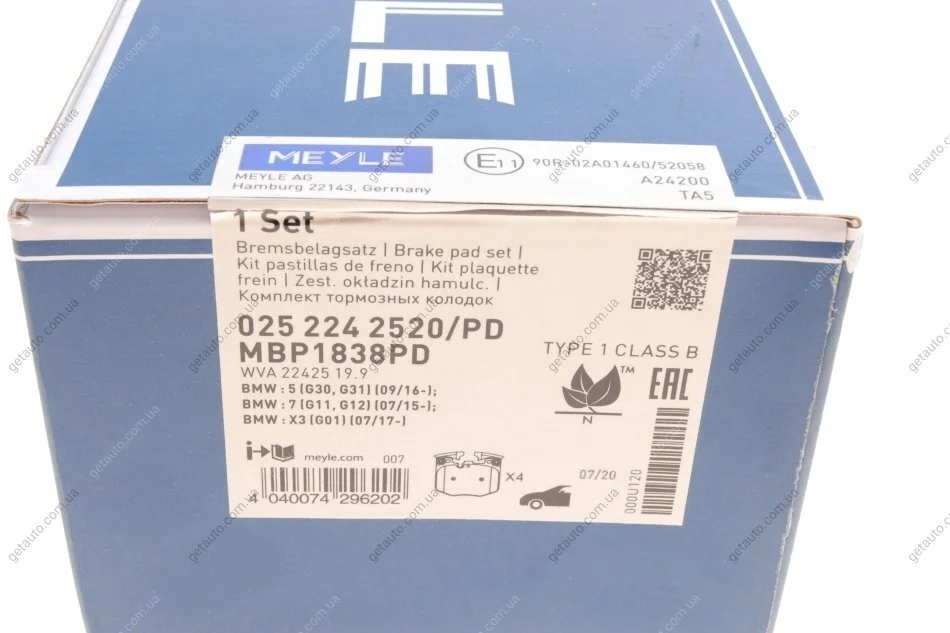 LE
MEYLE
MEYLE AG
Hamburg 22143, Germany
E11 90R-02A01460/52058
A24200
TA5
1 Set
Bremsbelagsatz | Brake pad set |
Kit pastillas de freno | Kit plaquette
frein | Zest. okładzin hamulc. |
Комплект тормозных колодок
025 224 2520/PD
MBP1838PD
WVA 22425 19.9
BMW : 5 (G30, G31) (09/16-);
BMW : 7 (G11, G12) (07/15-);
BMW : X3 (G01) (07/17-)
TYPE 1 CLASS B
TM
N
EAC
meyle.com 007
4 040074 296202
X4
07/20
000U120
getauto.com.ua